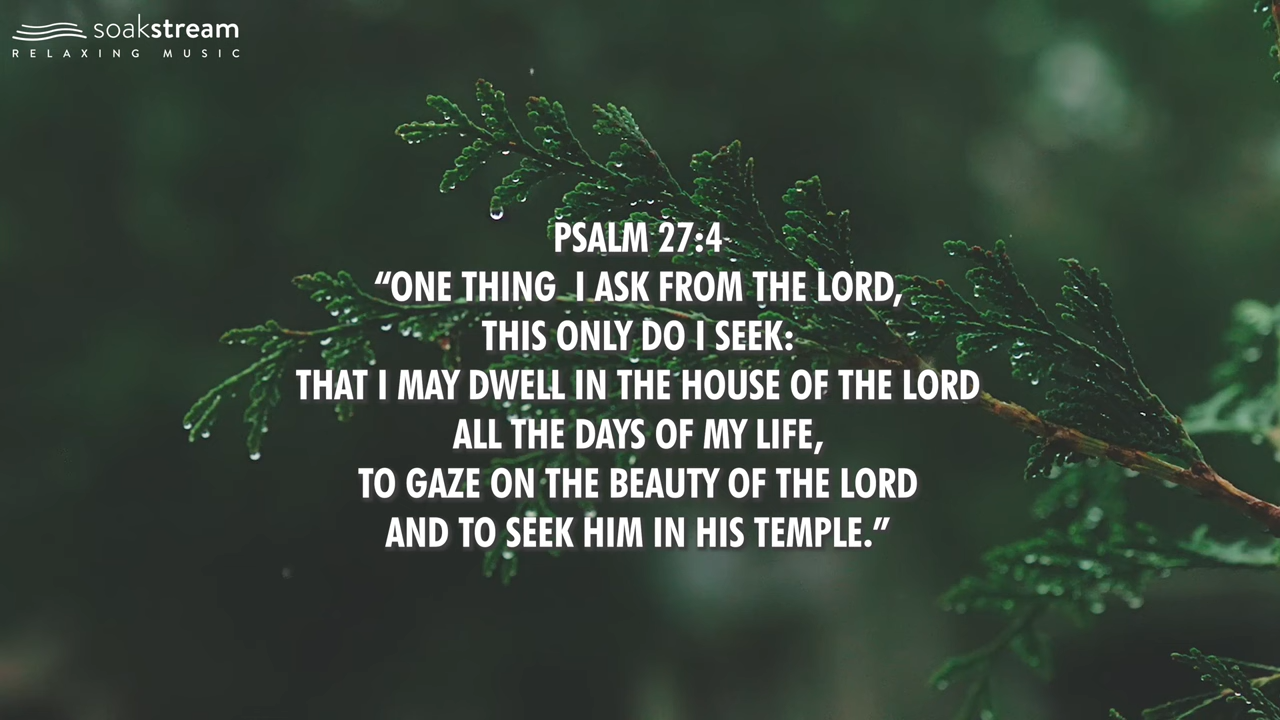 soakstream
RELAXING MUSIC
PSALM 27:4
“ONE THING  I ASK FROM THE LORD,
THIS ONLY DO I SEEK:
THAT I MAY DWELL IN THE HOUSE OF THE LORD
ALL THE DAYS OF MY LIFE,
TO GAZE ON THE BEAUTY OF THE LORD
AND TO SEEK HIM IN HIS TEMPLE.”